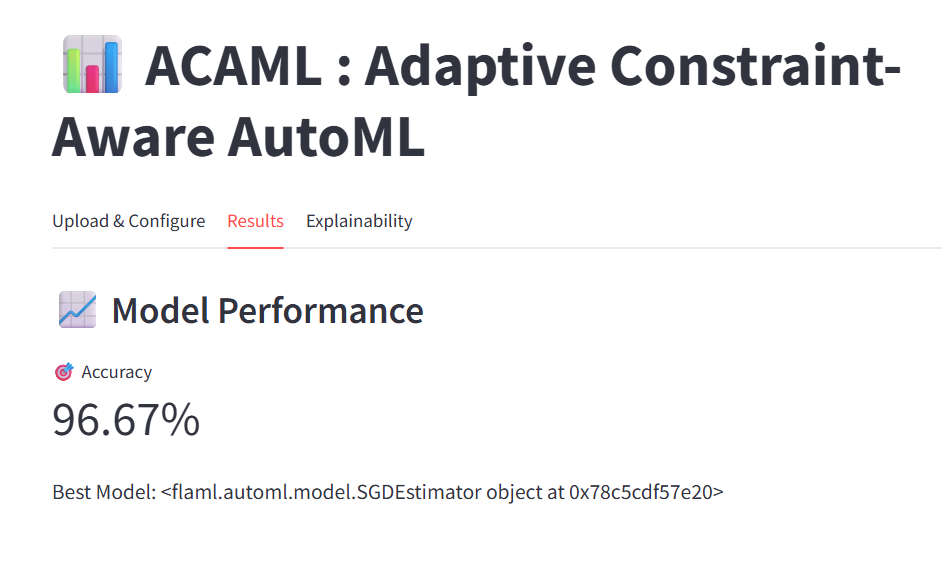 ACAML : Adaptive Constraint-
Aware AutoML
Upload & Configure Results Explainability
Model Performance
Accuracy
96.67%
Best Model: <flaml.automl.model.SGDEstimator object at 0x78c5cdf57e20>